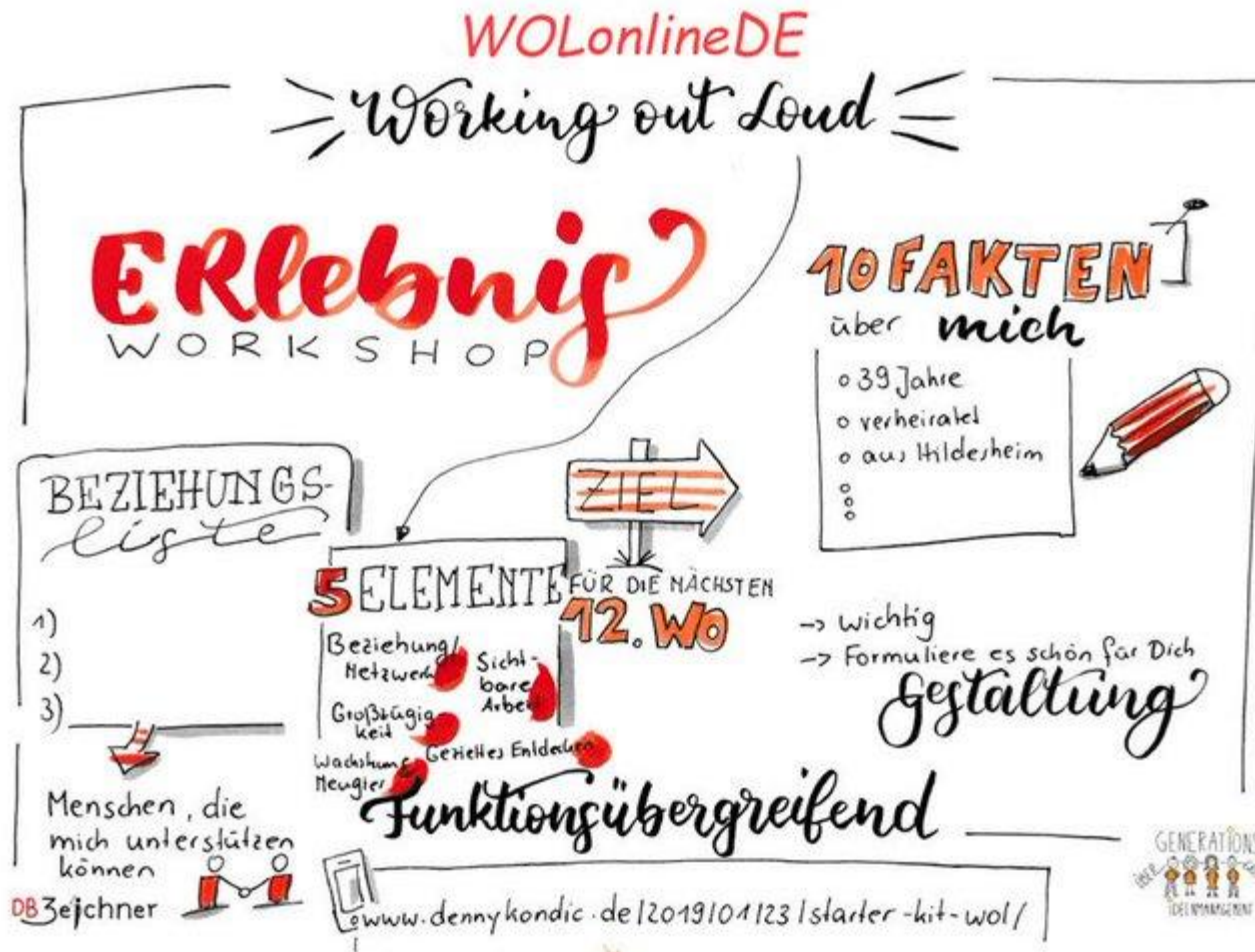 WOLonlineDE
Working out Loud
ERlebnis
WORKSHOP
10 FAKTEN
über mich
39 Jahre
verheiratet
aus Hildesheim
BEZIEHUNGS-
liste
1)
2)
3)
Menschen, die
mich unterstützen
können
DB Zeichner
5 ELEMENTE
Beziehung/
Netzwerk
Sicht-
bare
Arbeit
Großzügig-
keit
Gezieltes Entdecken
Wachstum
Neugier
ZIEL
FÜR DIE NÄCHSTEN
12. WO
-> wichtig
-> Formuliere es schön für Dich
Gestaltung
Funktionsübergreifend
www.dennykondic.de/2019/01/23/starter-kit-wol/
GENERATIONS
ÜBER
IDEENMANAGEMENT